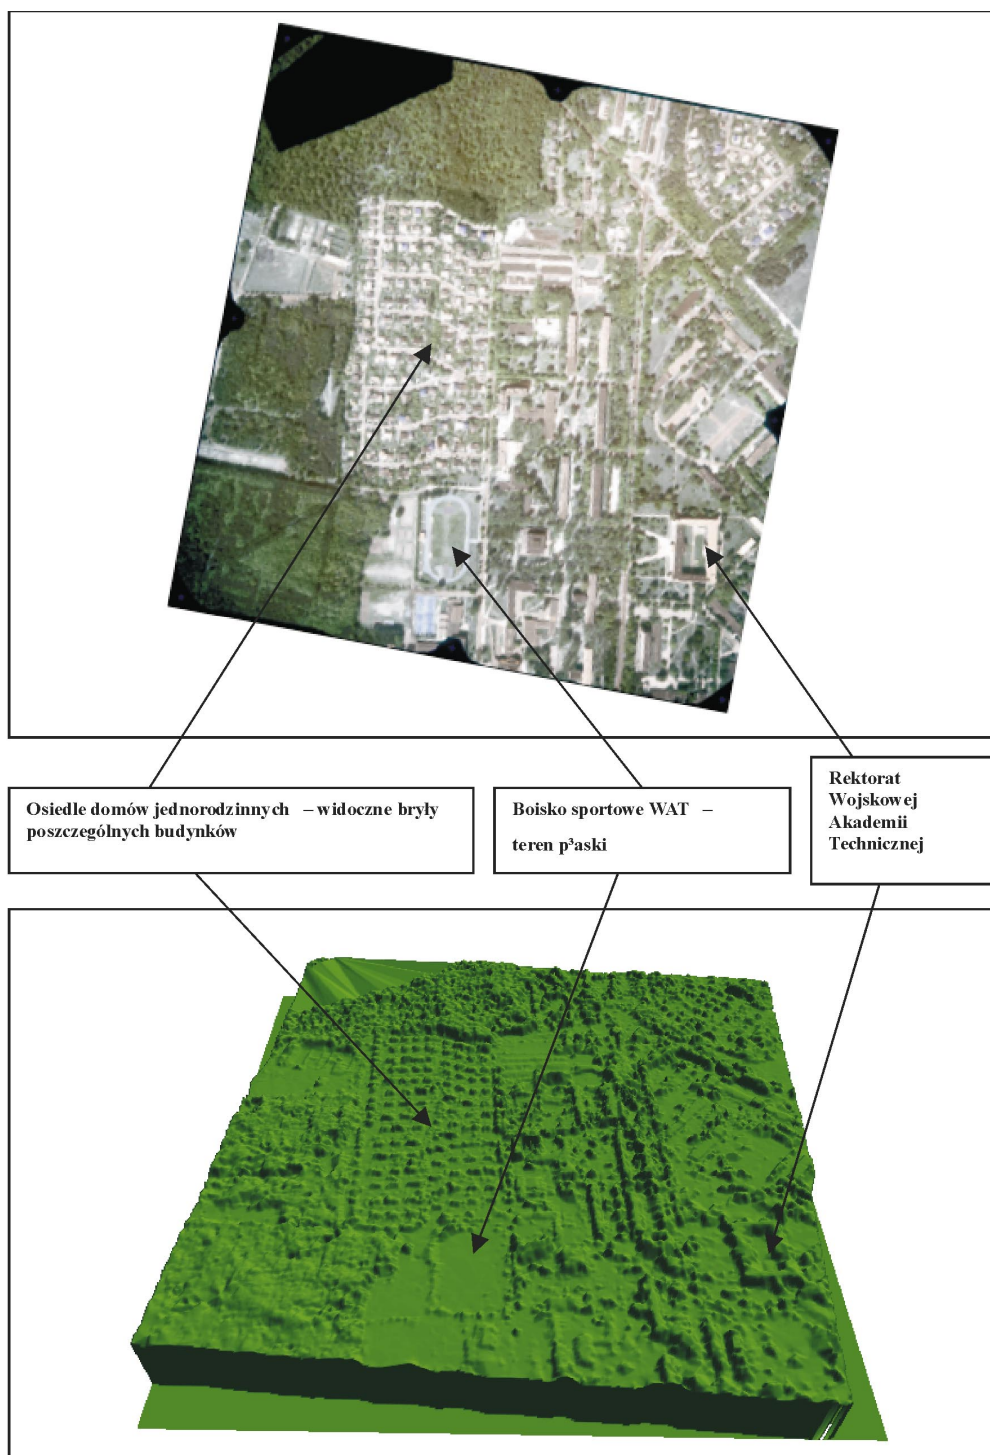 Osiedle domów jednorodzinnych – widoczne bryły
poszczególnych budynków
Boisko sportowe WAT –
teren p³aski
Rektorat
Wojskowej
Akademii
Technicznej